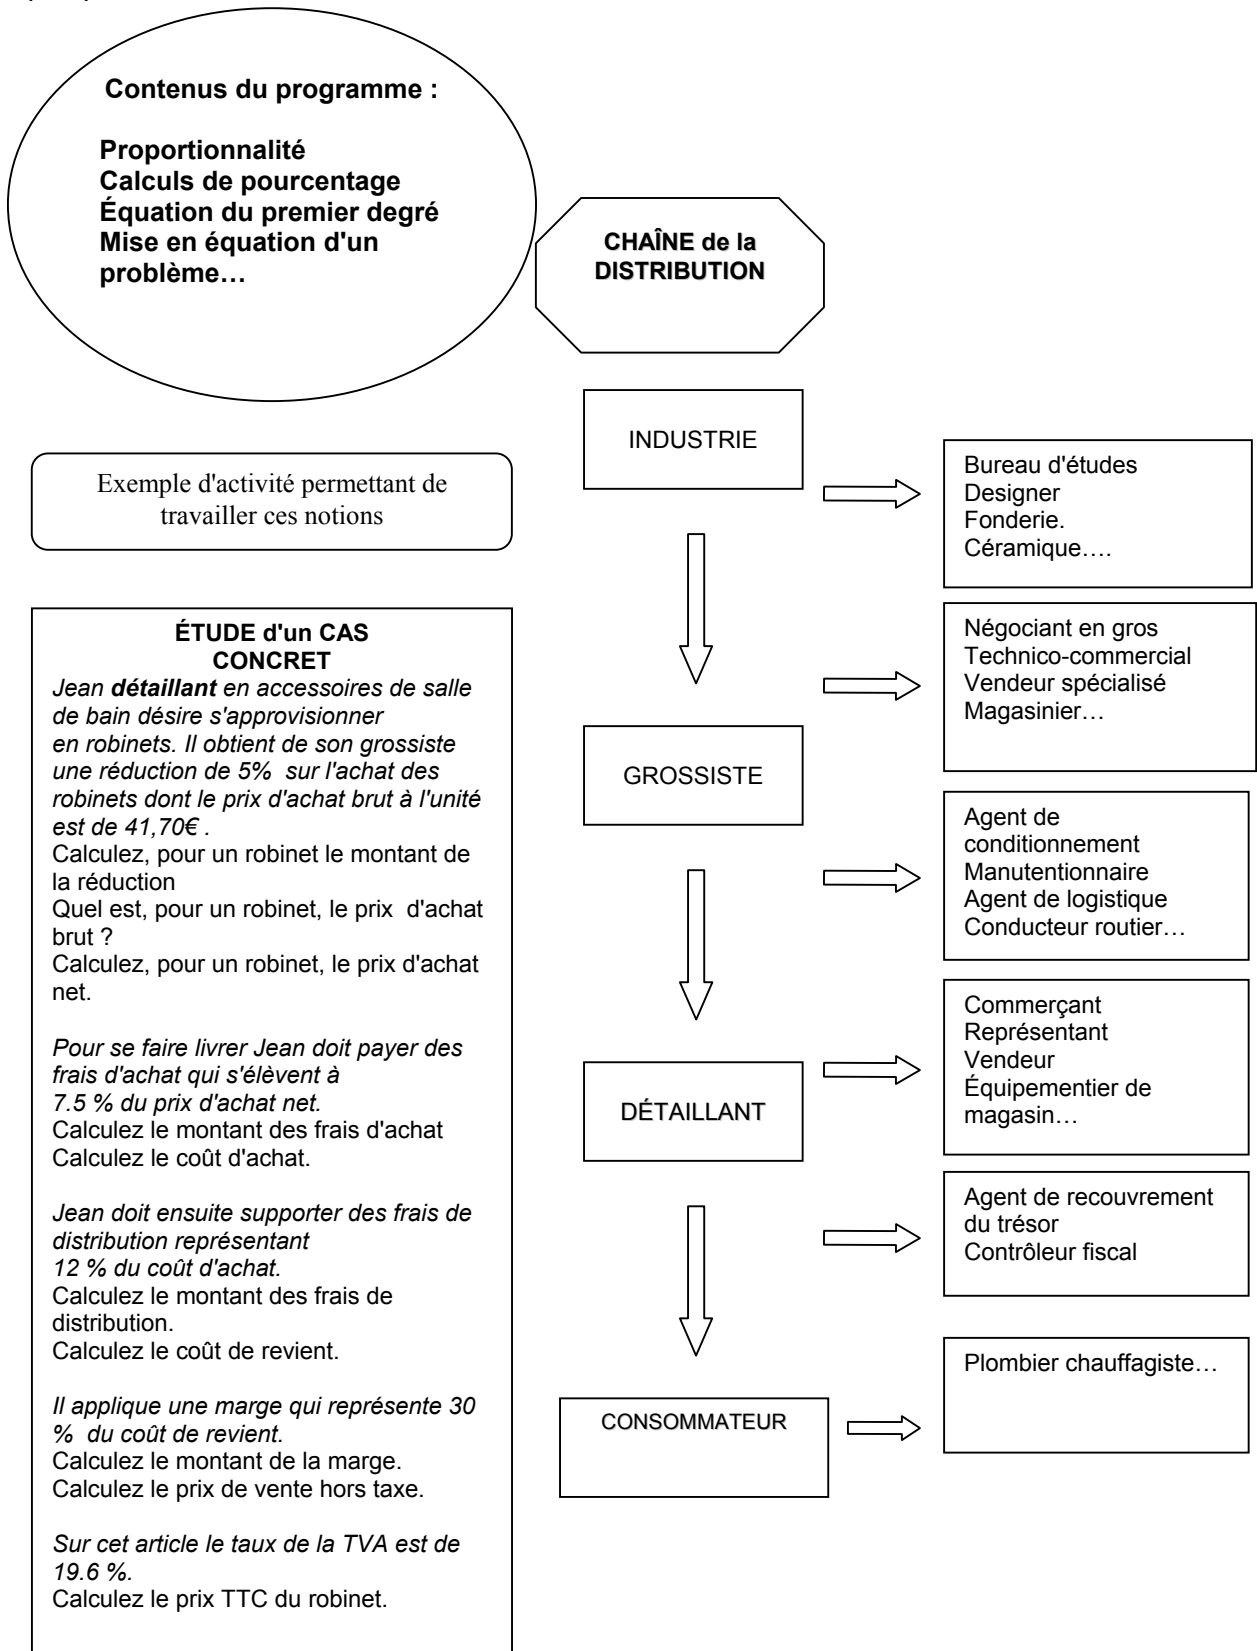 Contenus du programme :
Proportionnalité
Calculs de pourcentage
Équation du premier degré
Mise en équation d'un
problème…
CHAÎNE de la
DISTRIBUTION
INDUSTRIE
Exemple d'activité permettant de
travailler ces notions
Bureau d'études
Designer
Fonderie.
Céramique….
ÉTUDE d'un CAS
CONCRET
Jean détaillant en accessoires de salle
de bain désire s'approvisionner
en robinets. Il obtient de son grossiste
une réduction de 5%  sur l'achat des
robinets dont le prix d'achat brut à l'unité
est de 41,70€ .
Calculez, pour un robinet le montant de
la réduction
Quel est, pour un robinet, le prix  d'achat
brut ?
Calculez, pour un robinet, le prix d'achat
net.
Pour se faire livrer Jean doit payer des
frais d'achat qui s'élèvent à
7.5 % du prix d'achat net.
Calculez le montant des frais d'achat
Calculez le coût d'achat.
Jean doit ensuite supporter des frais de
distribution représentant
12 % du coût d'achat.
Calculez le montant des frais de
distribution.
Calculez le coût de revient.
Il applique une marge qui représente 30
%  du coût de revient.
Calculez le montant de la marge.
Calculez le prix de vente hors taxe.
Sur cet article le taux de la TVA est de
19.6 %.
Calculez le prix TTC du robinet.
Négociant en gros
Technico-commercial
Vendeur spécialisé
Magasinier…
GROSSISTE
Agent de
conditionnement
Manutentionnaire
Agent de logistique
Conducteur routier…
DÉTAILLANT
Commerçant
Représentant
Vendeur
Équipementier de
magasin…
Agent de recouvrement
du trésor
Contrôleur fiscal
CONSOMMATEUR
Plombier chauffagiste…